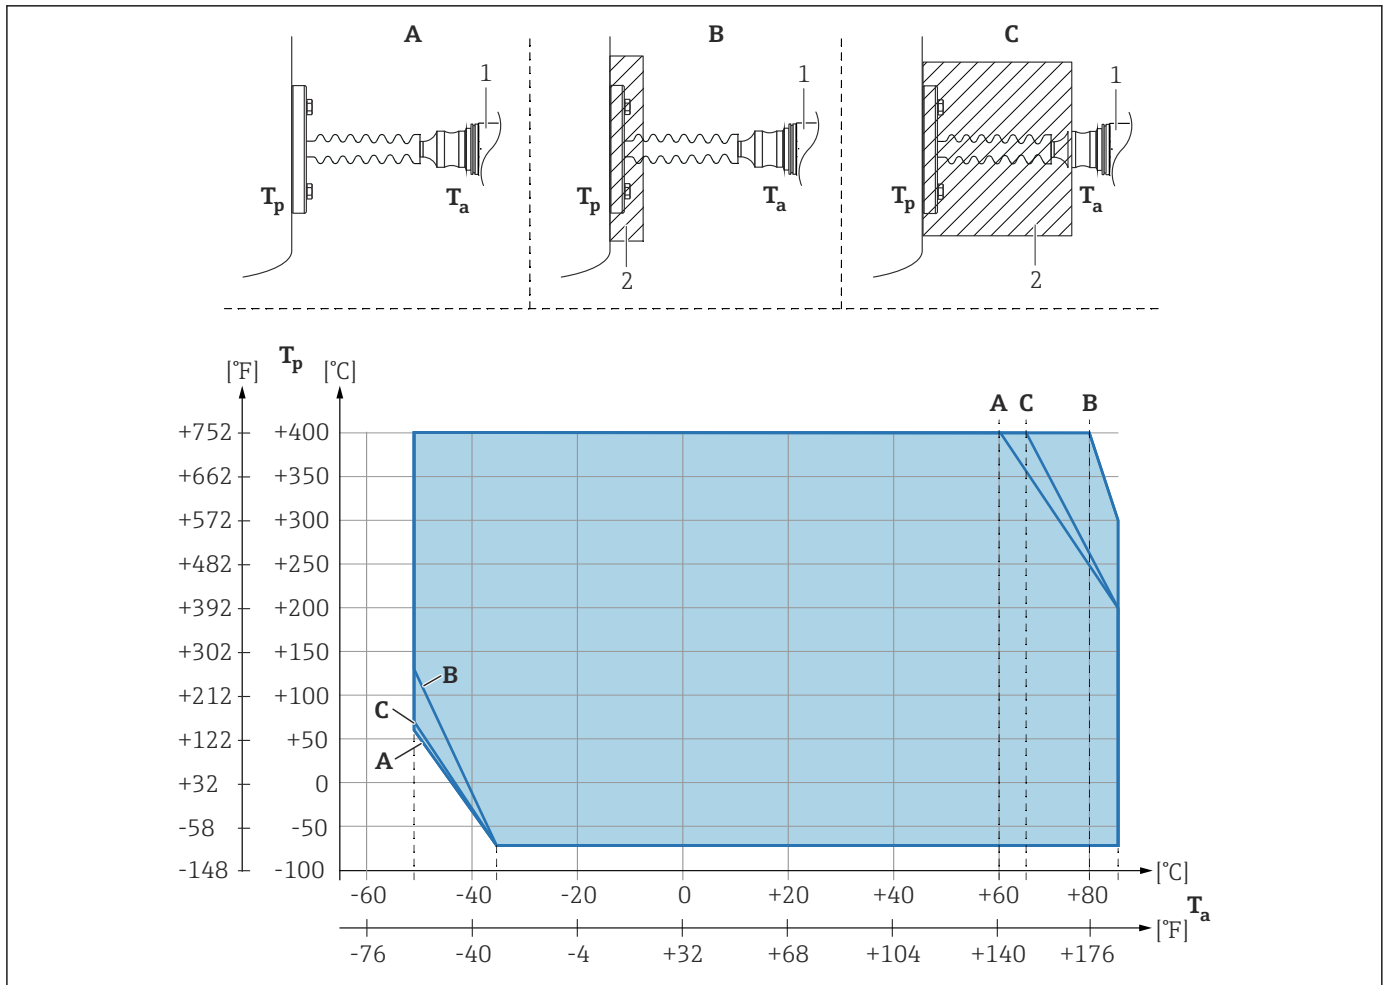 A B C
1 1 1
Tp Ta Tp Ta Tp Ta
2 2
Tp
[°F] [°C]
A C B
+752 +400
+662 +350
+572 +300
+482 +250
+392 +200
+302 +150
B
+212 +100
C
+122 +50
A
+32 0
-58 -50
-148 -100
[°C]
-60 -40 -20 0 +20 +40 +60 +80
Ta
[°F]
-76 -40 -4 +32 +68 +104 +140 +176